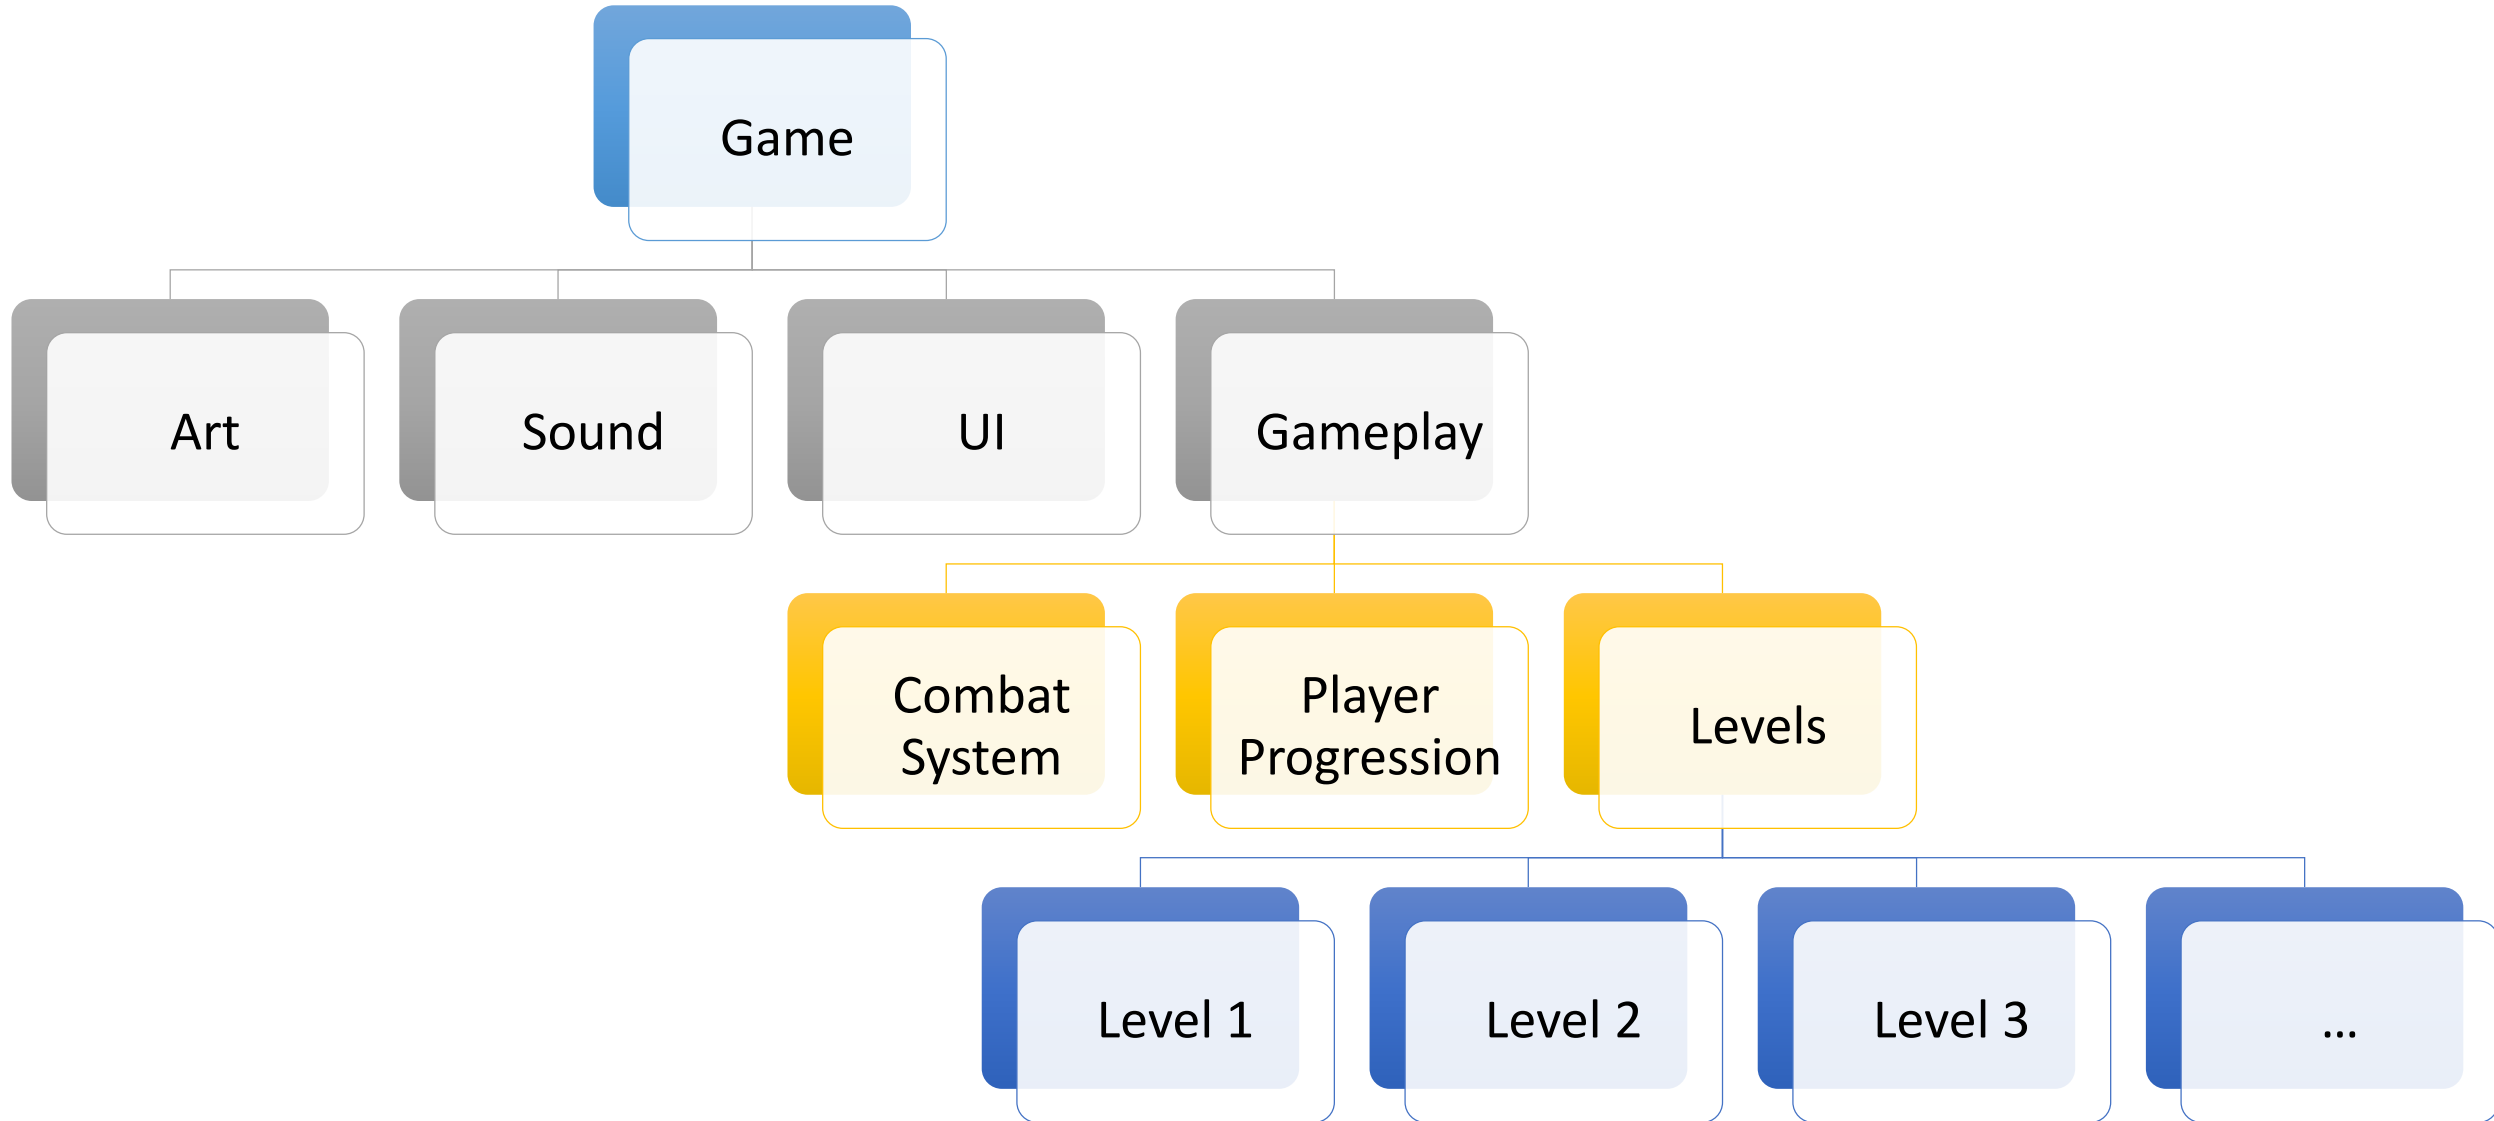 Game
Art
Sound
UI
Gameplay
Combat
System
Player
Progression
Levels
Level 1
Level 2
Level 3
...